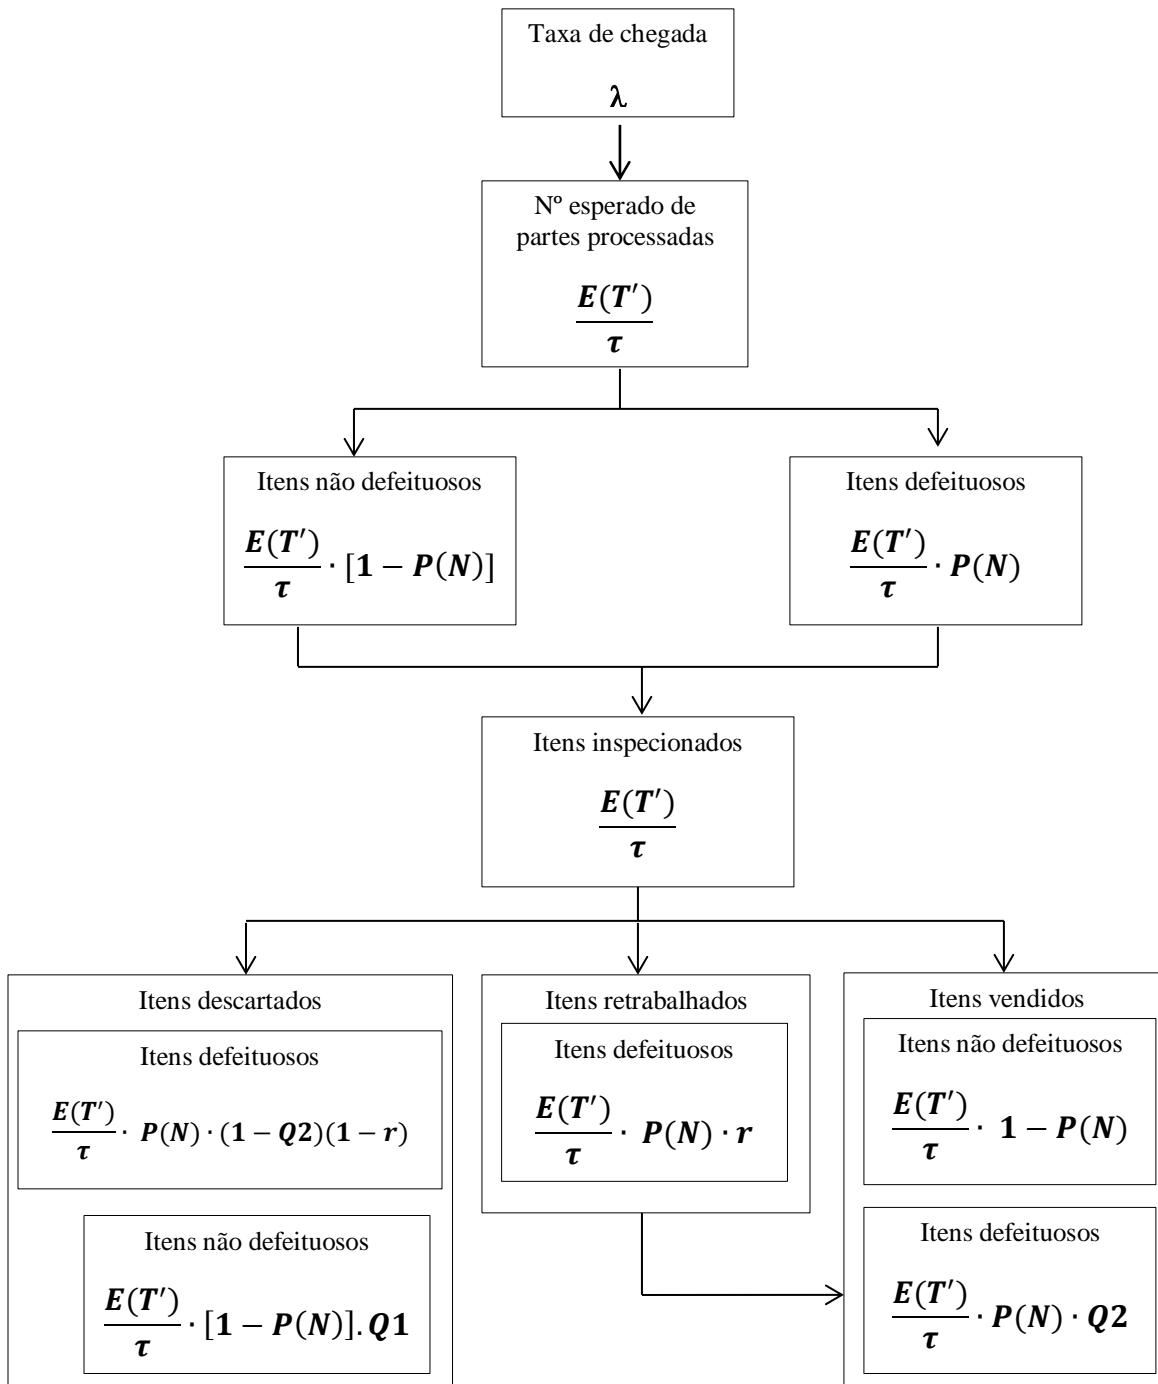 Taxa de chegada
λ
Nº esperado de
partes processadas
E(T′)
τ
Itens não defeituosos
E(T′)
τ
· [1 − P(N)]
Itens defeituosos
E(T′)
τ
· P(N)
Itens inspecionados
E(T′)
τ
Itens descartados
Itens defeituosos
E(T′)
τ
· P(N) · (1 − Q2)(1 − r)
Itens não defeituosos
E(T′)
τ
· [1 − P(N)]. Q1
Itens retrabalhados
Itens defeituosos
E(T′)
τ
· P(N) · r
Itens vendidos
Itens não defeituosos
E(T′)
τ
· 1 − P(N)
Itens defeituosos
E(T′)
τ
· P(N) · Q2